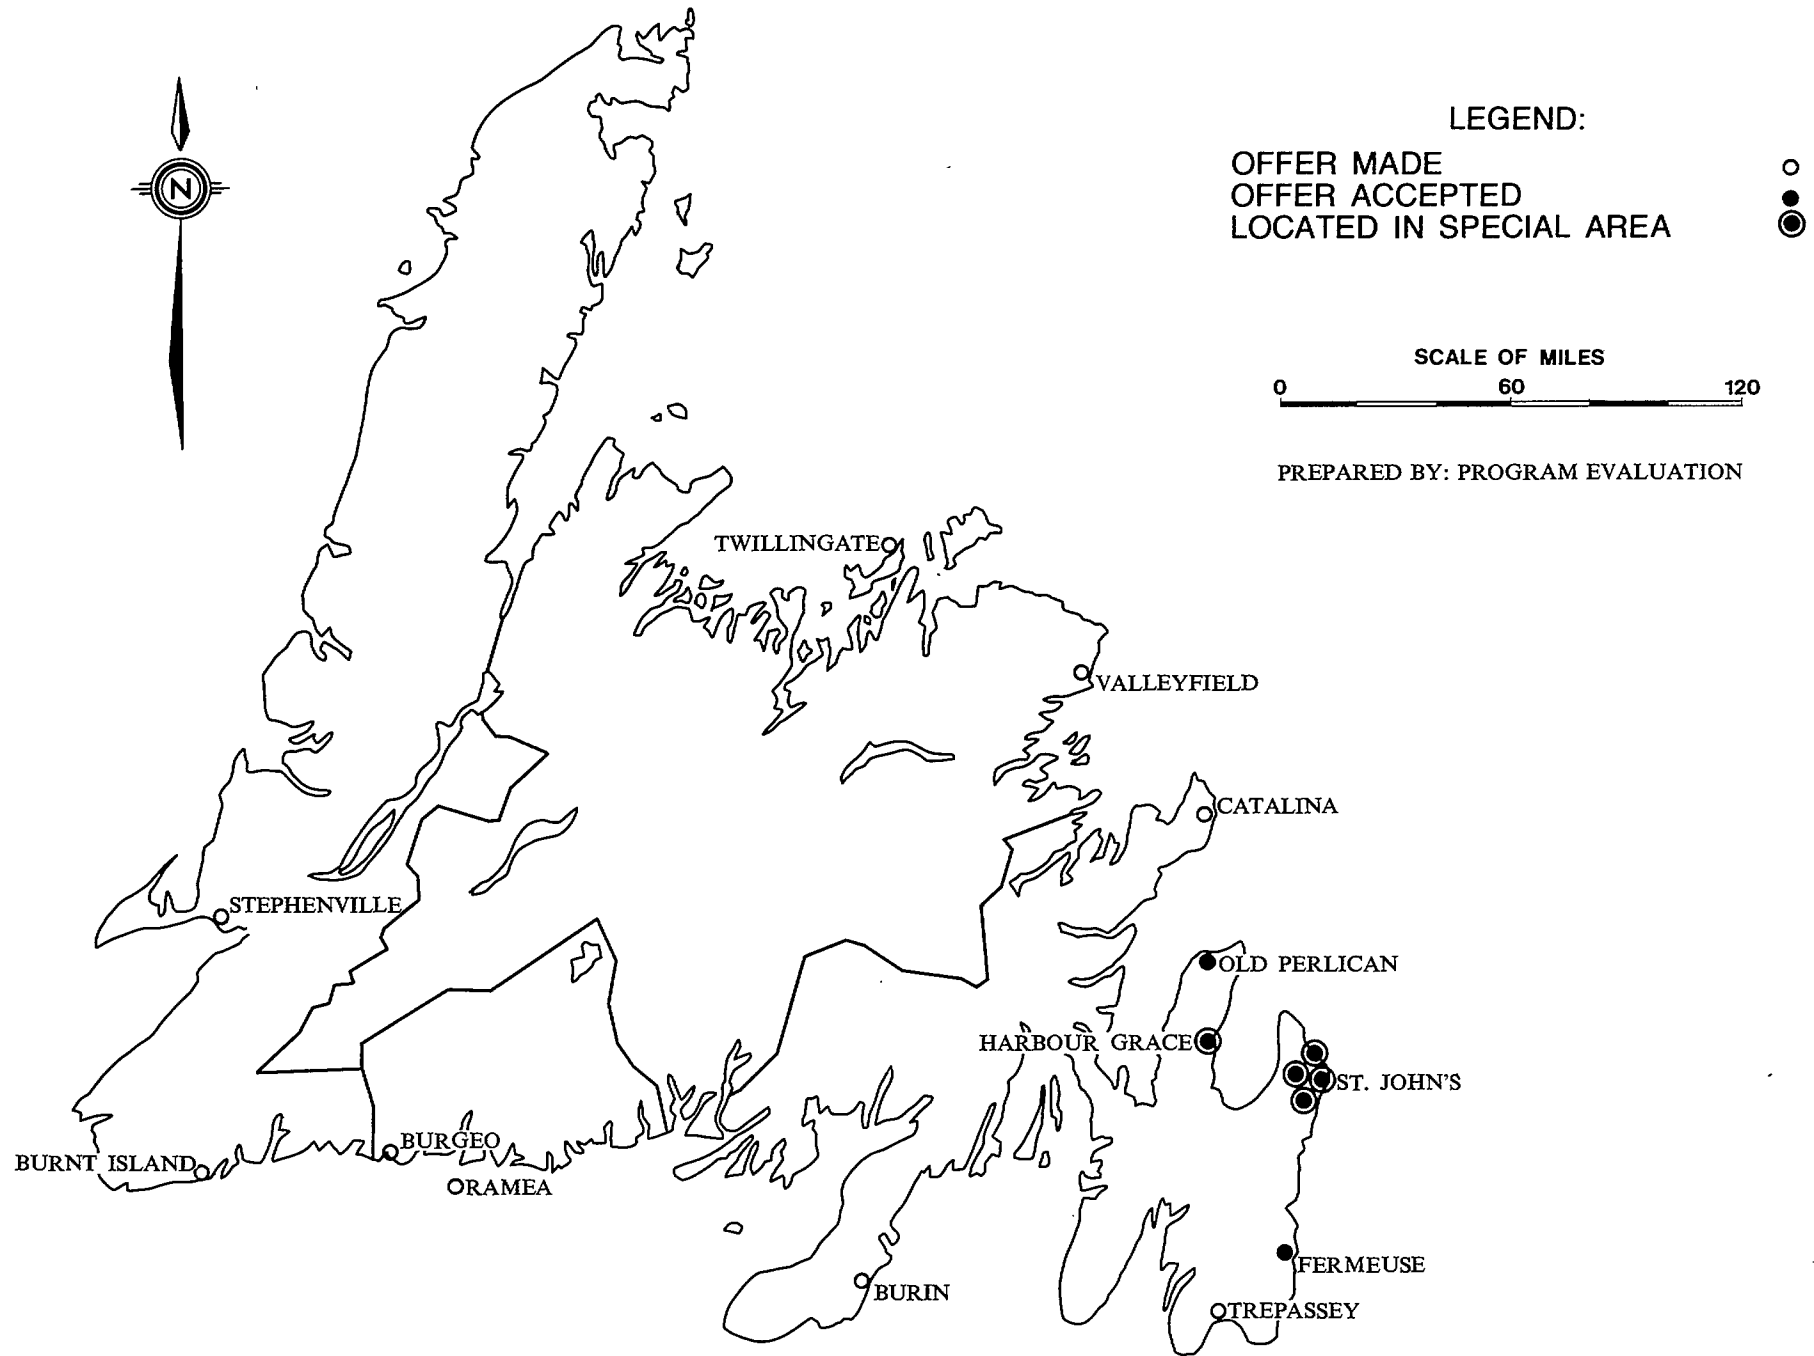 N
LEGEND:
OFFER MADE
OFFER ACCEPTED
LOCATED IN SPECIAL AREA
SCALE OF MILES
0 60 120
PREPARED BY: PROGRAM EVALUATION
TWILLINGATE
VALLEYFIELD
CATALINA
STEPHENVILLE
OLD PERLICAN
HARBOUR GRACE
ST. JOHN'S
BURGEO
BURNT ISLAND
RAMEA
FERMEUSE
BURIN
TREPASSEY